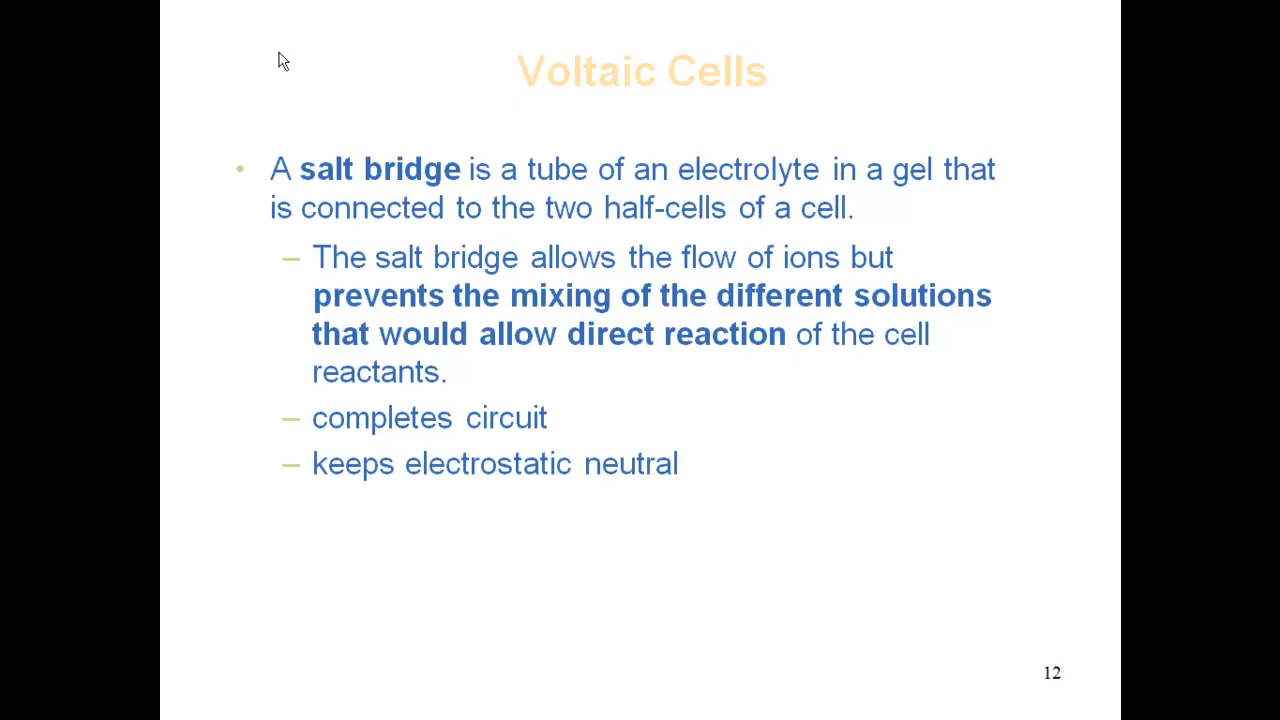 Voltaic Cells
• A salt bridge is a tube of an electrolyte in a gel that
is connected to the two half-cells of a cell.
– The salt bridge allows the flow of ions but
prevents the mixing of the different solutions
that would allow direct reaction of the cell
reactants.
– completes circuit
– keeps electrostatic neutral
12